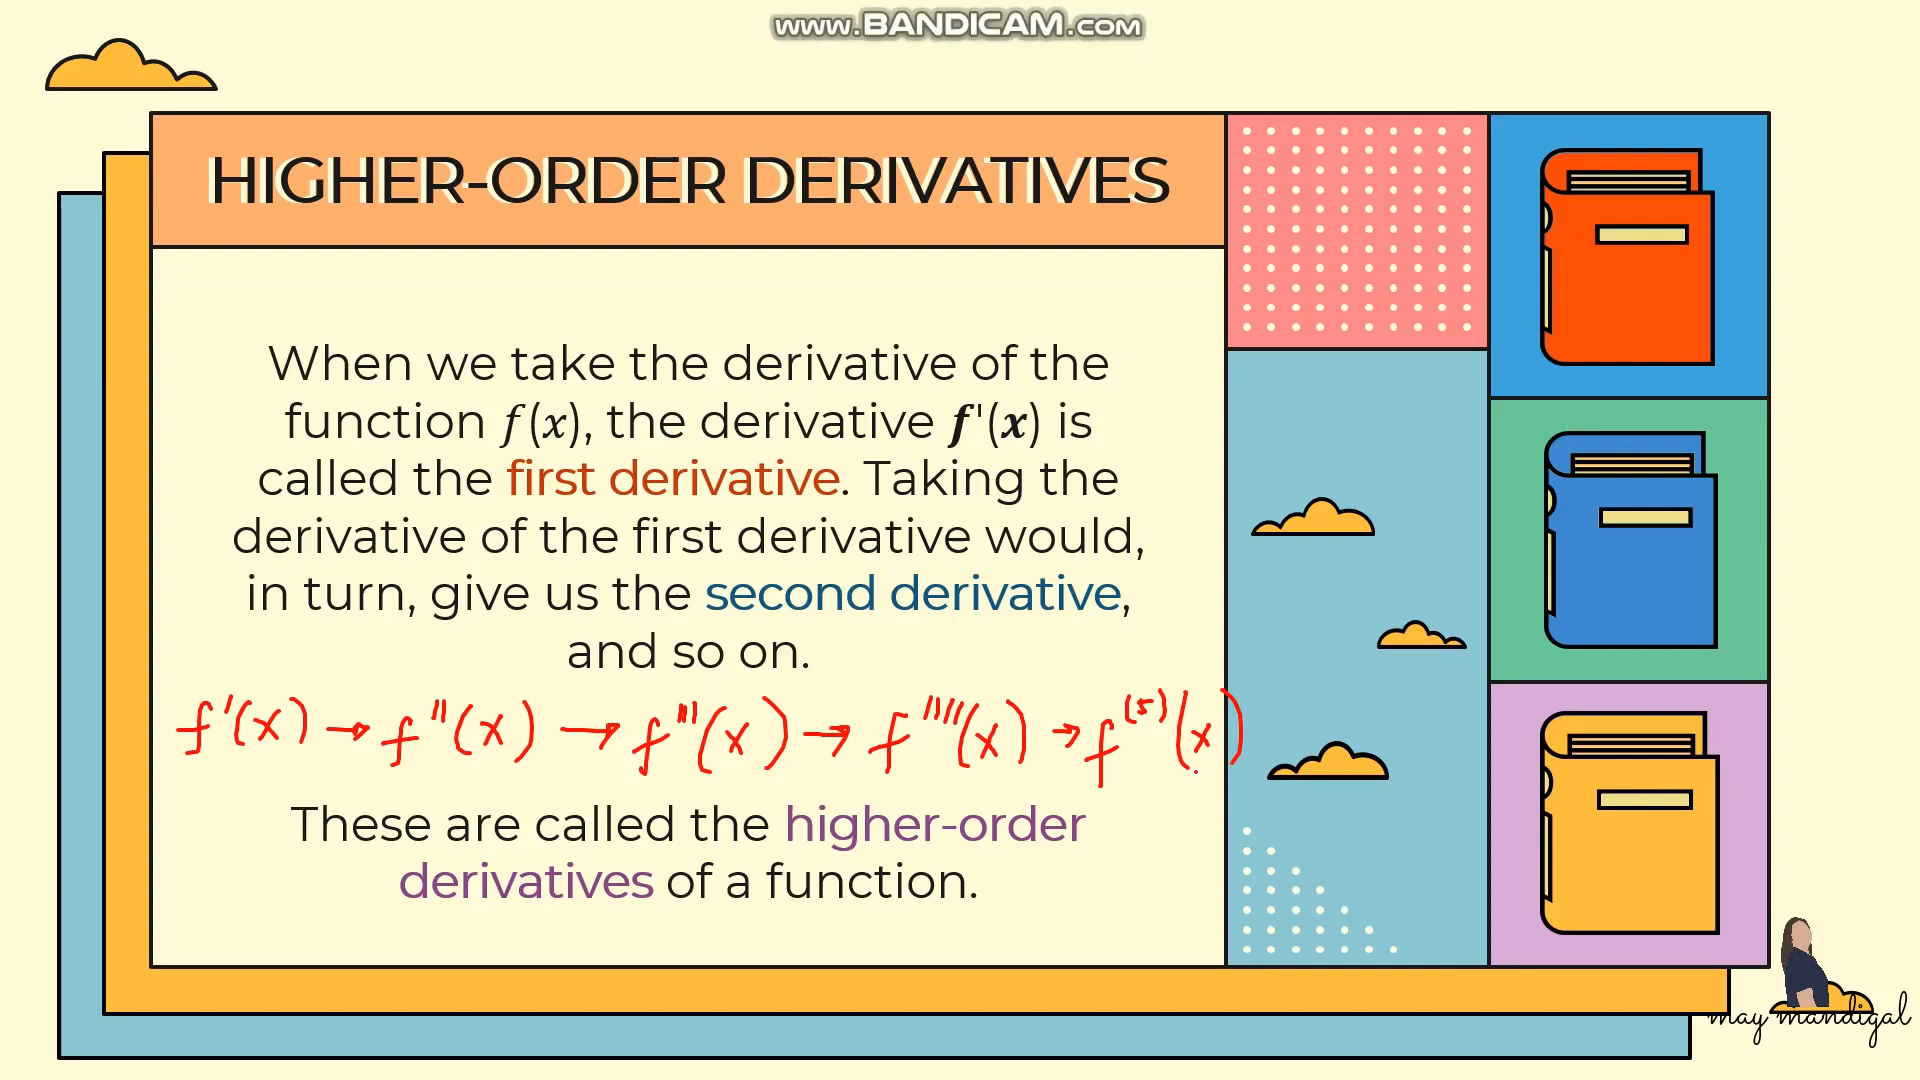 www.BANDICAM.com
HIGHER-ORDER DERIVATIVES
When we take the derivative of the
function f(x), the derivative f'(x) is
called the first derivative. Taking the
derivative of the first derivative would,
in turn, give us the second derivative,
and so on.
f'(x) → f''(x) → f'''(x) → f''''(x) → f⁽⁵⁾(x)
These are called the higher-order
derivatives of a function.
may mandigal